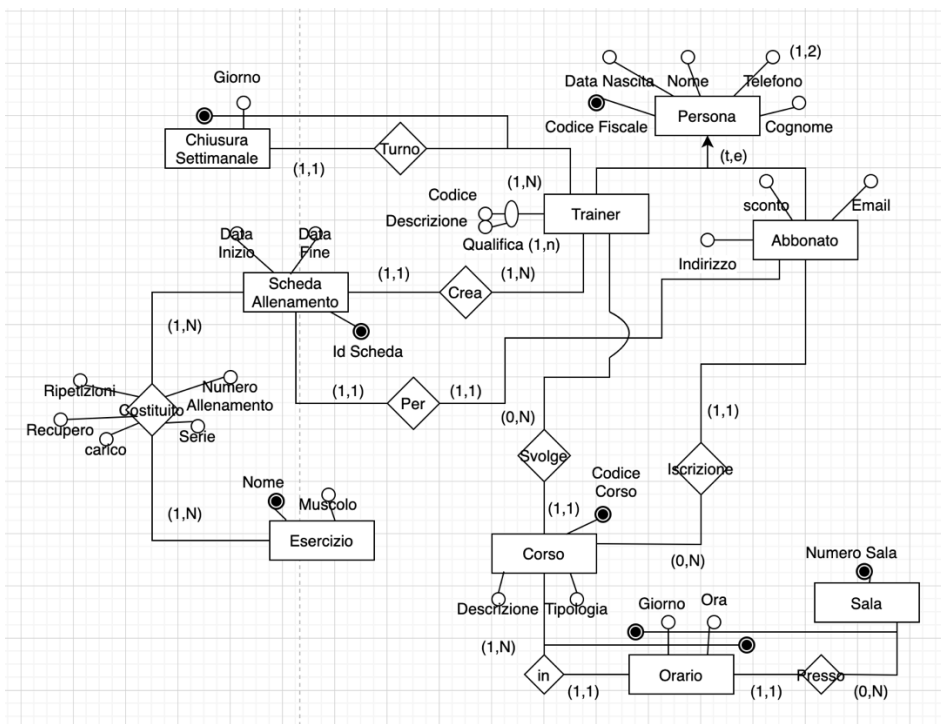 (1,2)
Giorno
Data Nascita
Nome
Telefono
Codice Fiscale
Persona
Cognome
Chiusura
Settimanale
Turno
(1,1)
(t,e)
Codice
(1,N)
sconto
Email
Descrizione
Trainer
Qualifica (1,n)
Abbonato
Indirizzo
Data
Inizio
Data
Fine
(1,1)
(1,N)
Scheda
Allenamento
Crea
(1,N)
Id Scheda
Ripetizioni
Numero
Allenamento
(1,1)
Per
(1,1)
Costituito
(0,N)
(1,1)
Recupero
carico
Serie
Svolge
Codice
Corso
Iscrizione
Nome
Muscolo
(1,N)
(1,1)
Esercizio
Corso
(0,N)
Numero Sala
Descrizione
Tipologia
Giorno
Ora
Sala
(1,N)
in
(1,1)
Orario
(1,1)
Presso
(0,N)